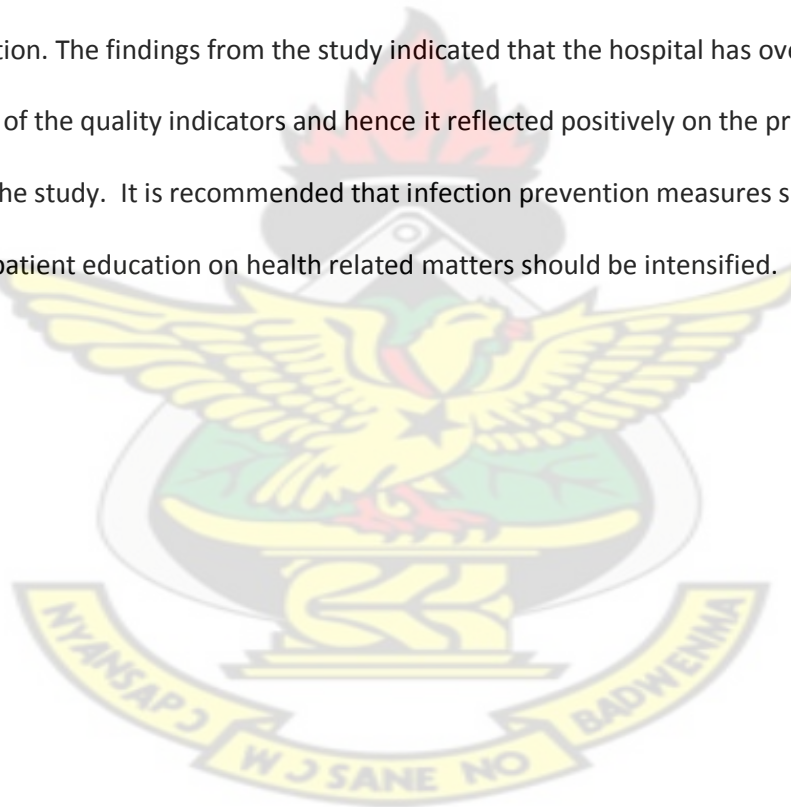 tion. The findings from the study indicated that the hospital has ove
of the quality indicators and hence it reflected positively on the pr
he study. It is recommended that infection prevention measures s
patient education on health related matters should be intensified.
NYANSAPƆ WƆSANE NO BADWENMA